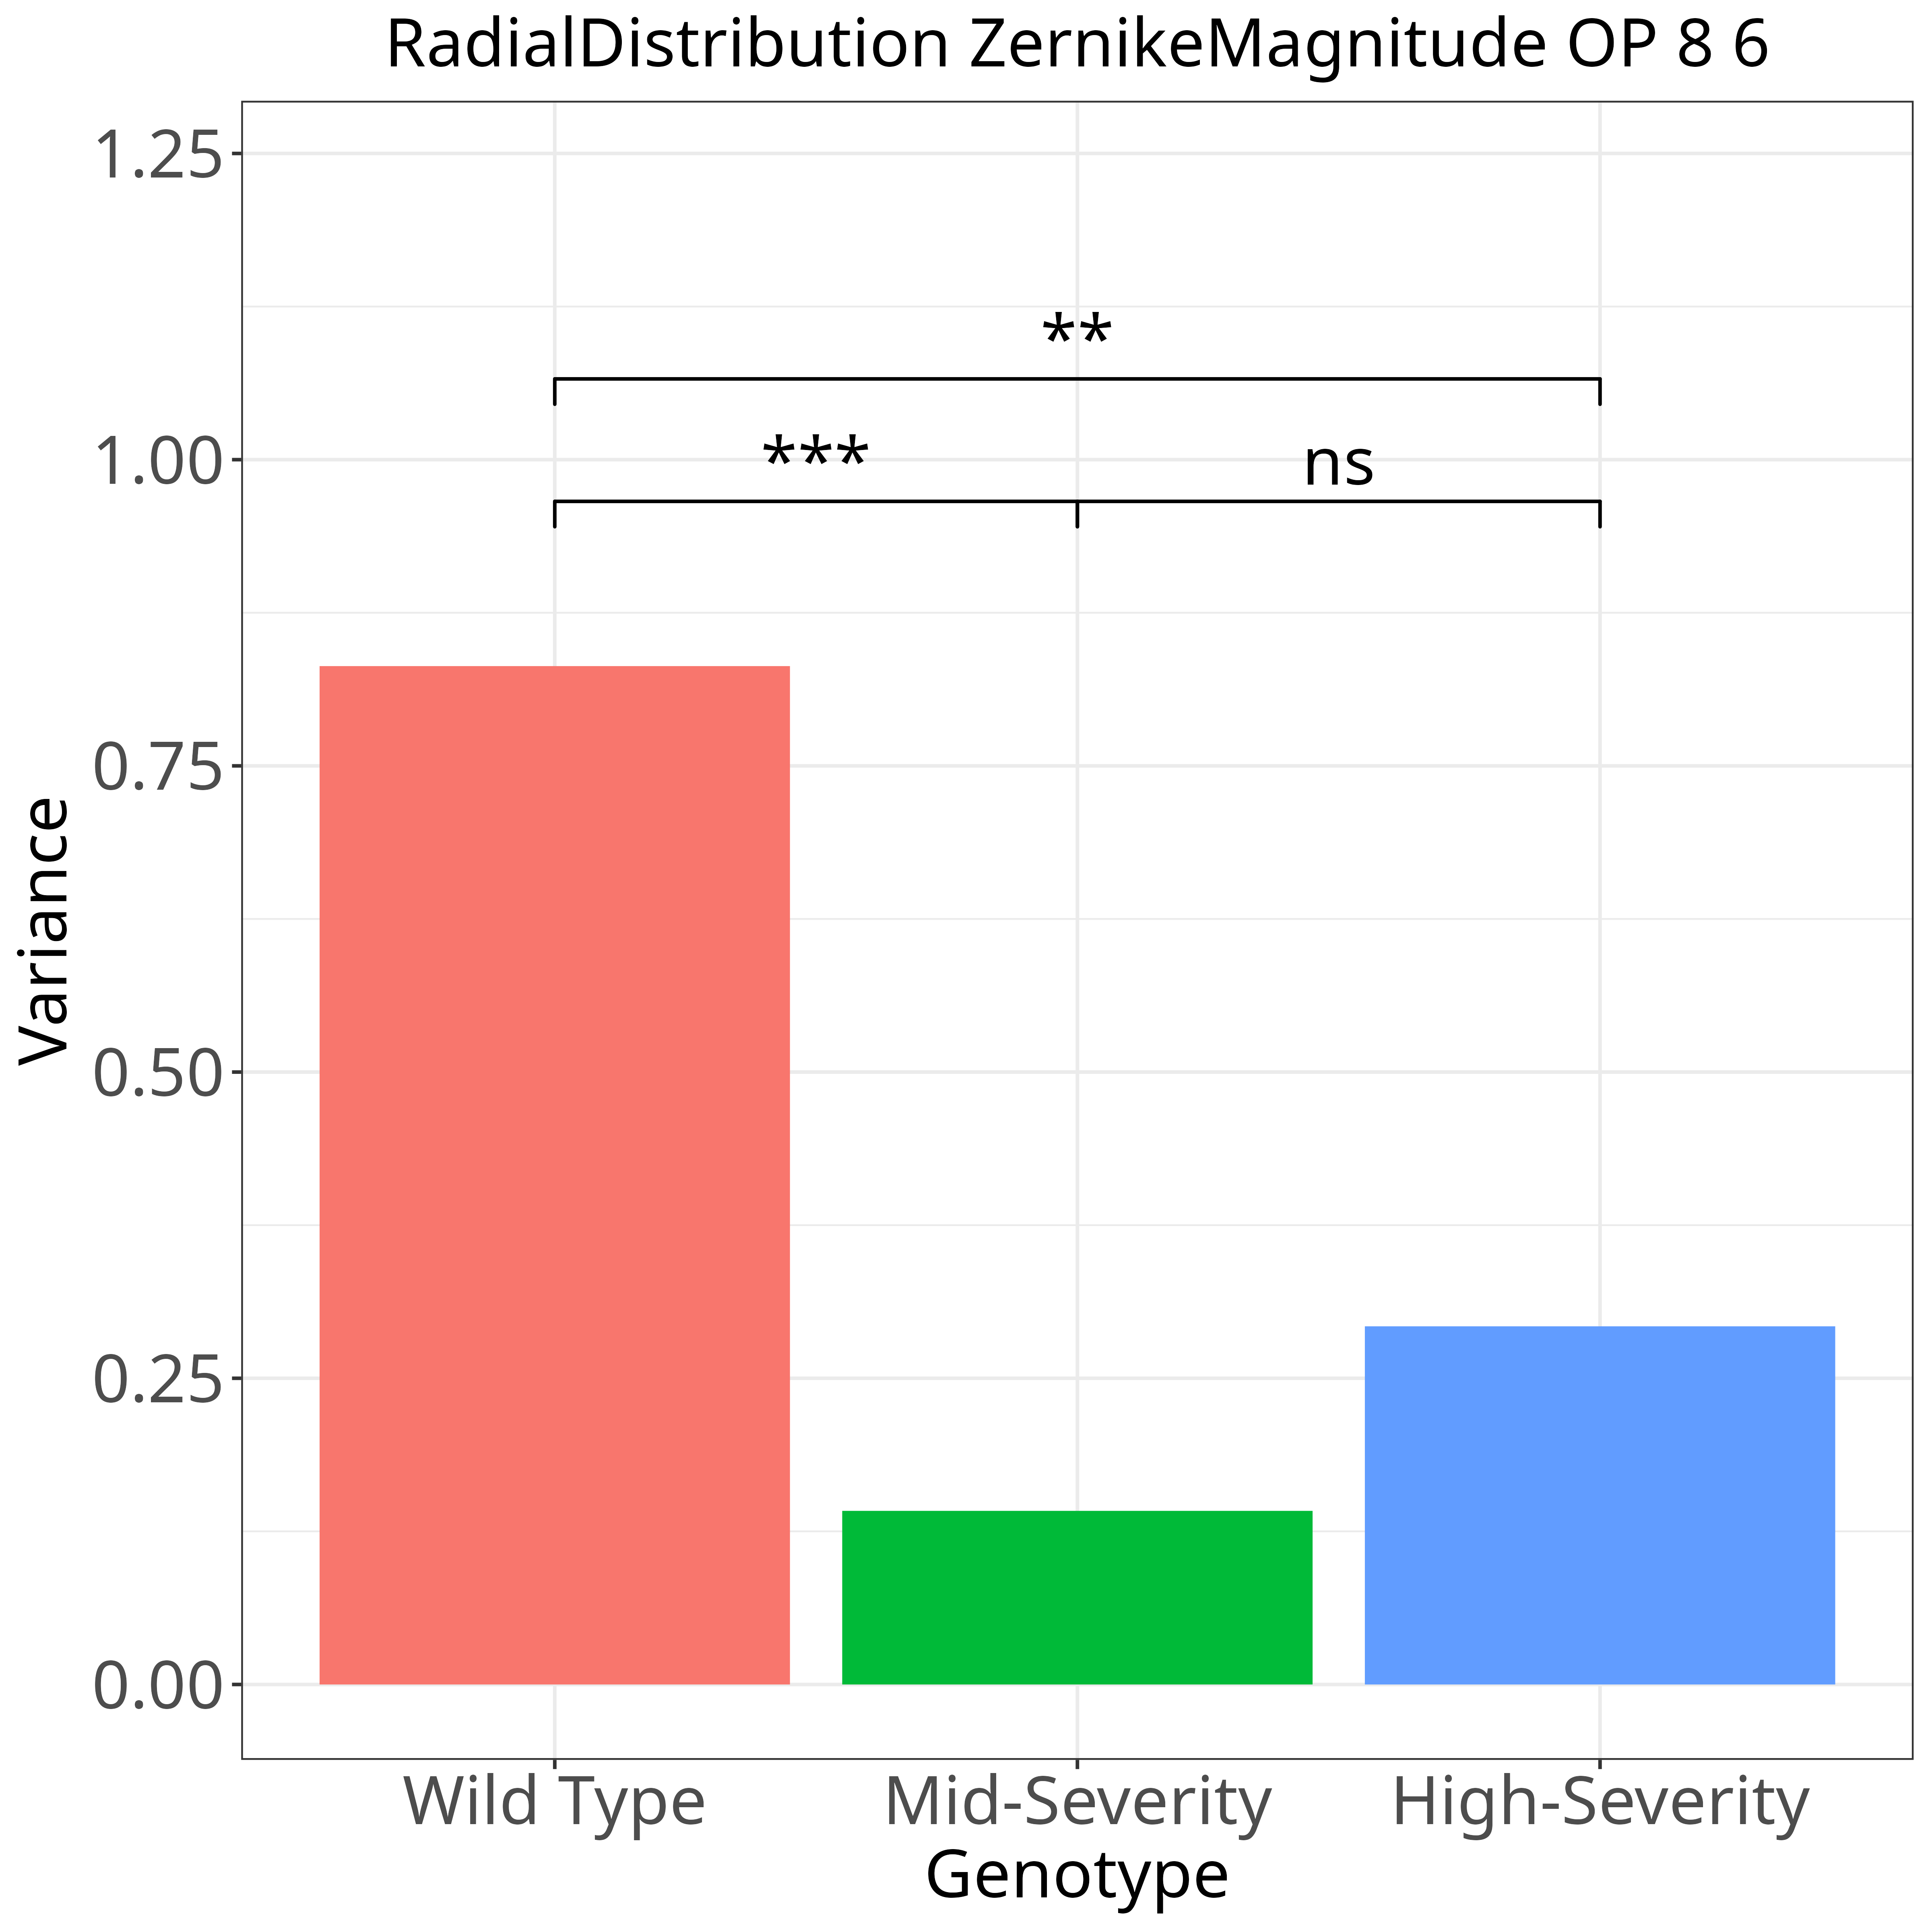 RadialDistribution ZernikeMagnitude OP 8 6
1.25
**
1.00
*** ns
0.75
Variance
0.50
0.25
0.00
Wild Type Mid-Severity High-Severity
Genotype